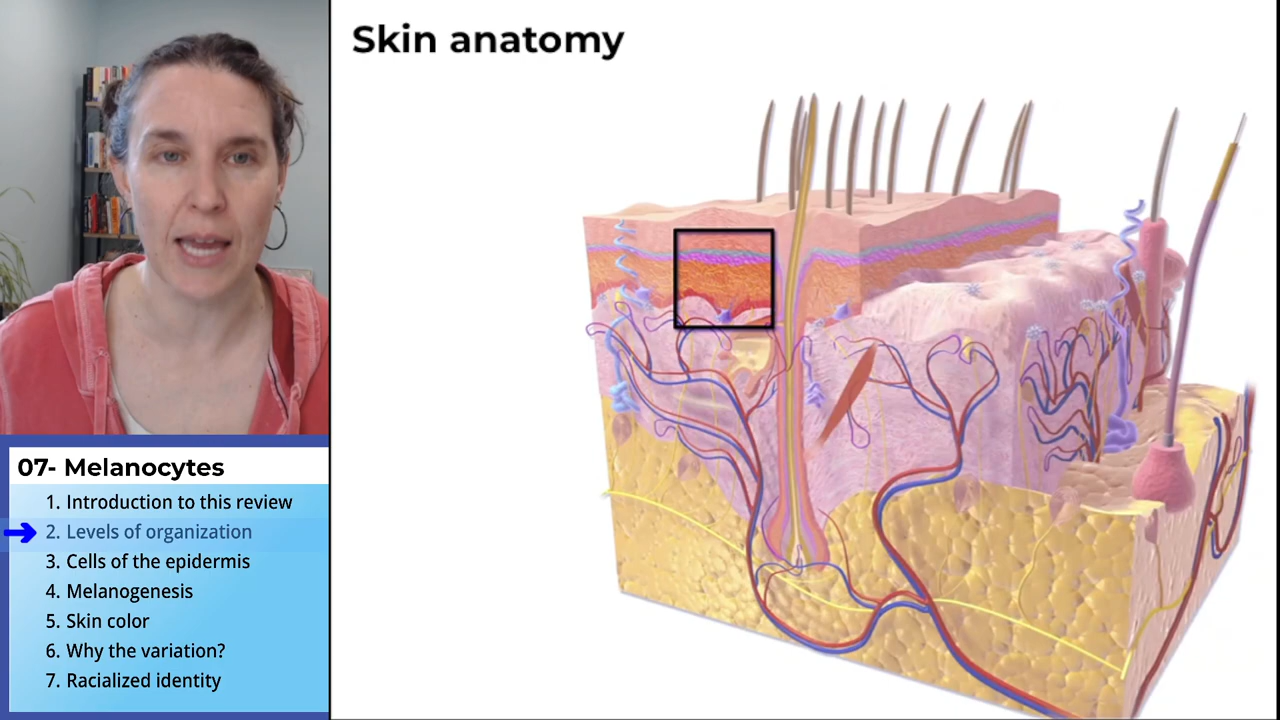 Skin anatomy
07- Melanocytes
1. Introduction to this review
2. Levels of organization
3. Cells of the epidermis
4. Melanogenesis
5. Skin color
6. Why the variation?
7. Racialized identity